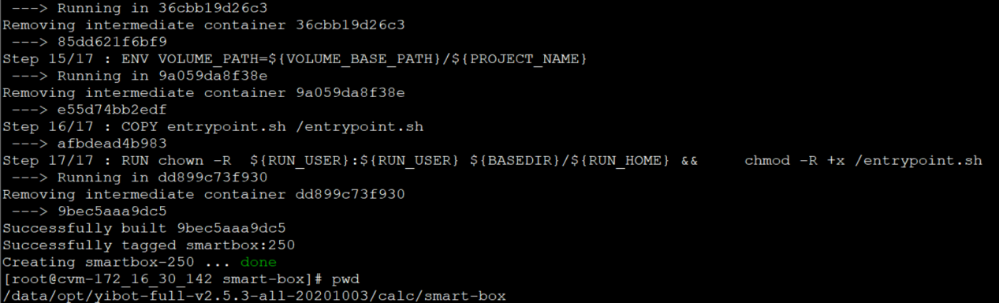 ---> Running in 36cbb19d26c3
Removing intermediate container 36cbb19d26c3
---> 85dd621f6bf9
Step 15/17 : ENV VOLUME_PATH=${VOLUME_BASE_PATH}/${PROJECT_NAME}
---> Running in 9a059da8f38e
Removing intermediate container 9a059da8f38e
---> e55d74bb2edf
Step 16/17 : COPY entrypoint.sh /entrypoint.sh
---> afbdead4b983
Step 17/17 : RUN chown -R  ${RUN_USER}:${RUN_USER} ${BASEDIR}/${RUN_HOME} &&     chmod -R +x /entrypoint.sh
---> Running in dd899c73f930
Removing intermediate container dd899c73f930
---> 9bec5aaa9dc5
Successfully built 9bec5aaa9dc5
Successfully tagged smartbox:250
Creating smartbox-250 ... done
[root@cvm-172_16_30_142 smart-box]# pwd
/data/opt/yibot-full-v2.5.3-all-20201003/calc/smart-box